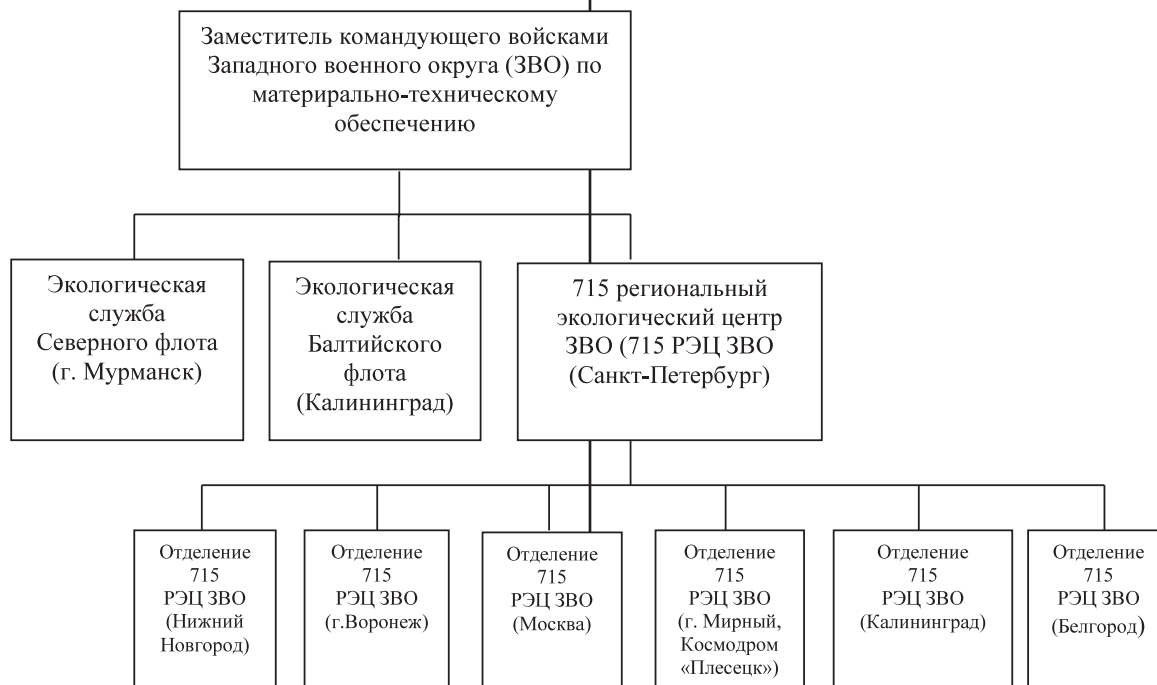 Заместитель командующего войсками
Западного военного округа (ЗВО) по
материрально-техническому
обеспечению
Экологическая
служба
Северного флота
(г. Мурманск)
Экологическая
служба
Балтийского
флота
(Калининград)
715 региональный
экологический центр
ЗВО (715 РЭЦ ЗВО
(Санкт-Петербург)
Отделение
715
РЭЦ ЗВО
(Нижний
Новгород)
Отделение
715
РЭЦ ЗВО
(г.Воронеж)
Отделение
715
РЭЦ ЗВО
(Москва)
Отделение
715
РЭЦ ЗВО
(г. Мирный,
Космодром
«Плесецк»)
Отделение
715
РЭЦ ЗВО
(Калининград)
Отделение
715
РЭЦ ЗВО
(Белгород)